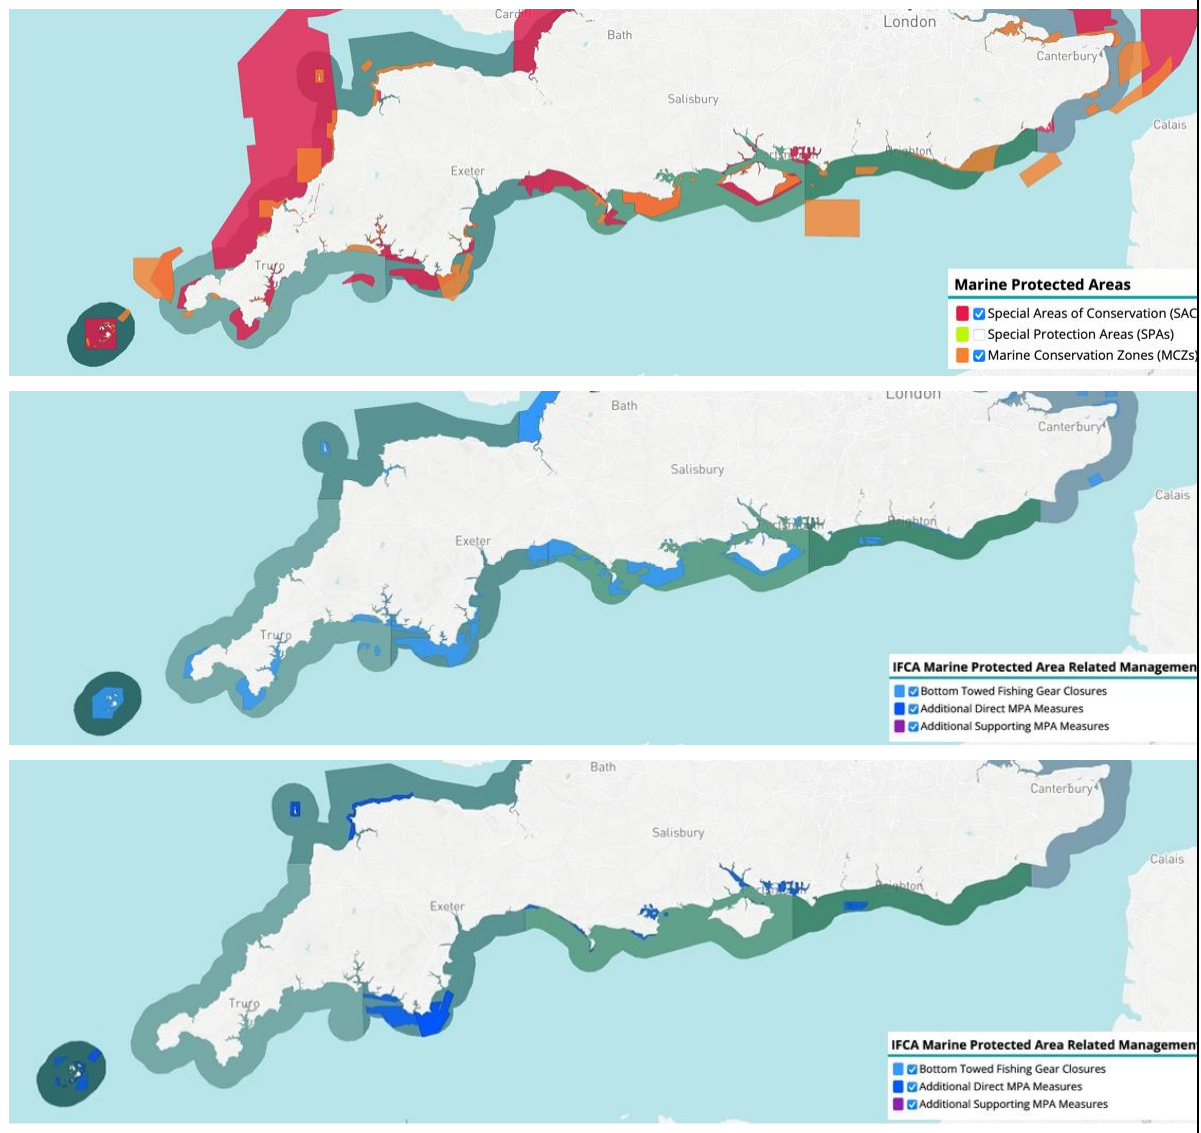 London
Bath
Canterbury
Salisbury
Calais
Brighton
Exeter
Truro
Marine Protected Areas
Special Areas of Conservation (SAC
Special Protection Areas (SPAs)
Marine Conservation Zones (MCZs)
London
Bath
Canterbury
Salisbury
Calais
Brighton
Exeter
Truro
IFCA Marine Protected Area Related Managemen
Bottom Towed Fishing Gear Closures
Additional Direct MPA Measures
Additional Supporting MPA Measures
Bath
Canterbury
Salisbury
Calais
Brighton
Exeter
Truro
IFCA Marine Protected Area Related Managemen
Bottom Towed Fishing Gear Closures
Additional Direct MPA Measures
Additional Supporting MPA Measures